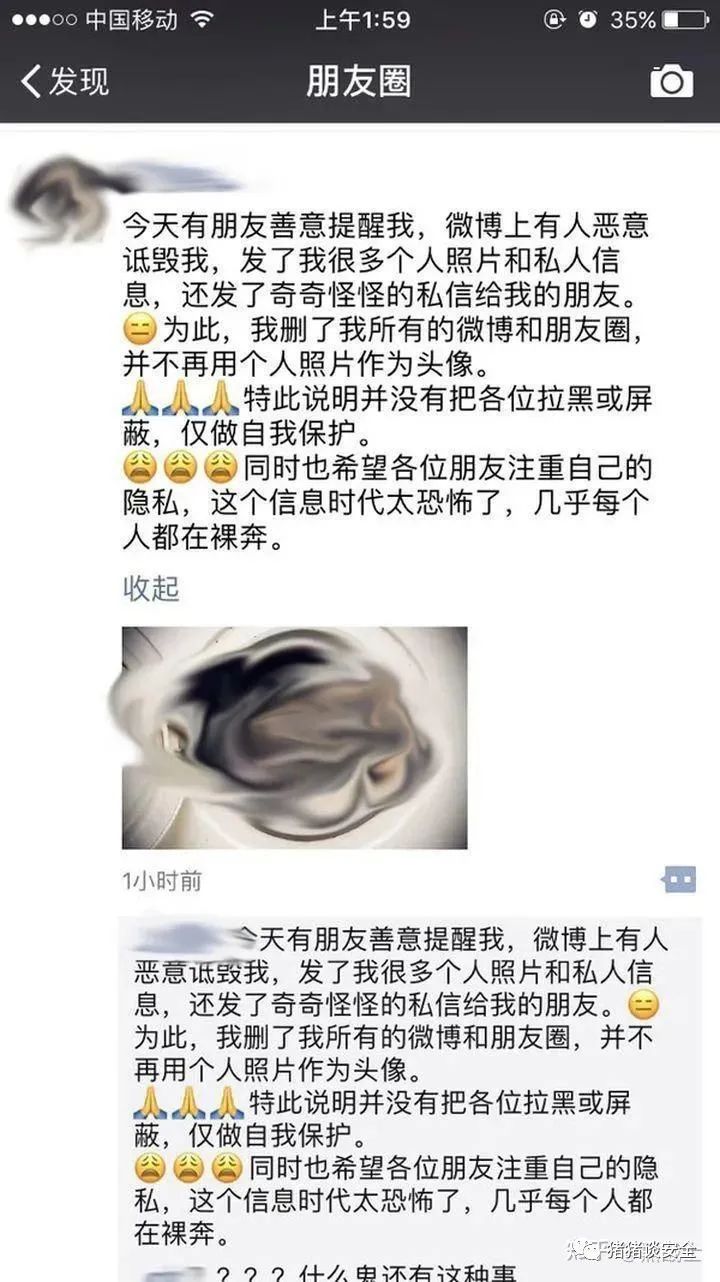 中国移动
上午1:59
35%
发现
朋友圈
今天有朋友善意提醒我，微博上有人恶意
诋毁我，发了我很多个人照片和私人信
息，还发了奇奇怪怪的私信给我的朋友。
😑为此，我删了我所有的微博和朋友圈，
并不再用个人照片作为头像。
🙏🙏🙏特此说明并没有把各位拉黑或屏
蔽，仅做自我保护。
😩😩😩同时也希望各位朋友注重自己的
隐私，这个信息时代太恐怖了，几乎每个
人都在裸奔。
收起
1小时前
今天有朋友善意提醒我，微博上有人
恶意诋毁我，发了我很多个人照片和私人信
息，还发了奇奇怪怪的私信给我的朋友。😑
为此，我删了我所有的微博和朋友圈，并不
再用个人照片作为头像。
🙏🙏🙏特此说明并没有把各位拉黑或屏
蔽，仅做自我保护。
😩😩😩同时也希望各位朋友注重自己的隐
私，这个信息时代太恐怖了，几乎每个人都
在裸奔。
？？？什么鬼还有这种事
猪猪谈安全